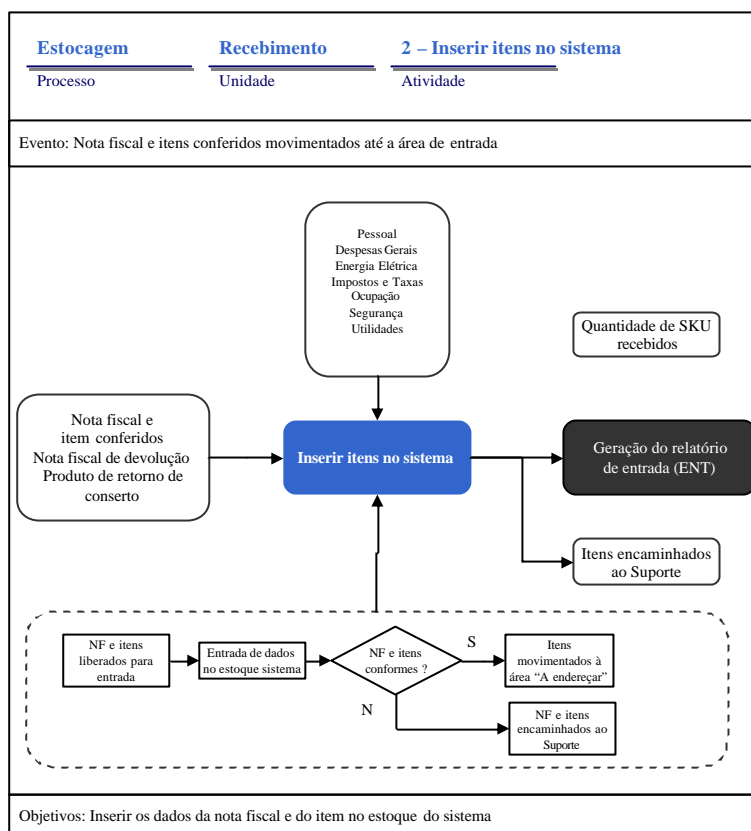 Estocagem
Recebimento
2 – Inserir itens no sistema
Processo
Unidade
Atividade
Evento: Nota fiscal e itens conferidos movimentados até a área de entrada
Pessoal
Despesas Gerais
Energia Elétrica
Impostos e Taxas
Ocupação
Segurança
Utilidades
Quantidade de SKU
recebidos
Nota fiscal e
item conferidos
Nota fiscal de devolução
Produto de retorno de
conserto
Inserir itens no sistema
Geração do relatório
de entrada (ENT)
Itens encaminhados
ao Suporte
NF e itens
liberados para
entrada
Entrada de dados
no estoque sistema
NF e itens
conformes ?
S
Itens
movimentados à
área “A endereçar”
N
NF e itens
encaminhados ao
Suporte
Objetivos: Inserir os dados da nota fiscal e do item no estoque do sistema